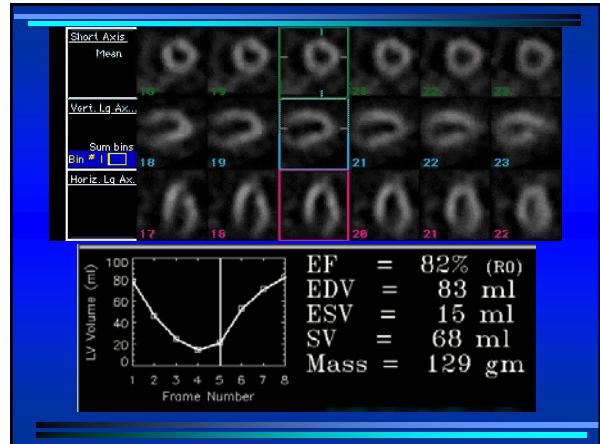 Short Axis
Mean
18 19 21 22 23
Vert. Lg Ax...
Sum bins
Bin # 1
18 19 21 22 23
Horiz. Lg Ax.
17 18 20 21 22
LV Volume (ml)
100
80
60
40
20
0
1 2 3 4 5 6 7 8
Frame Number
EF = 82% (R0)
EDV = 83 ml
ESV = 15 ml
SV = 68 ml
Mass = 129 gm